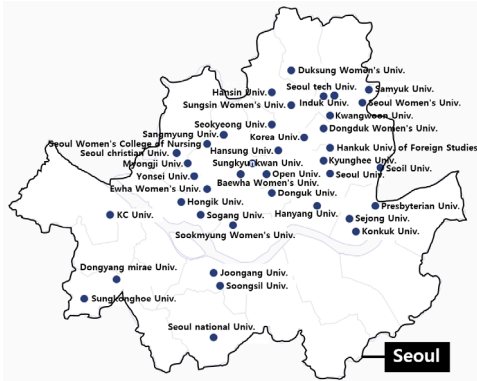 Duksung Women's Univ.
Seoul tech Univ.
Samyuk Univ.
Hansin Univ.
Sungsin Women's Univ.
Induk Univ.
Seoul Women's Univ.
Kwangwoon Univ.
Seokyeong Univ.
Dongduk Women's Univ.
Sangmyung Univ.
Korea Univ.
Seoul Women's College of Nursing
Hansung Univ.
Hankuk Univ. of Foreign Studies
Seoul christian Univ.
Myongji Univ.
Sungkyunkwan Univ.
Kyunghee Univ.
Seoil Univ.
Yonsei Univ.
Open Univ.
Seoul Univ.
Baewha Women's Univ.
Ewha Women's Univ.
Donguk Univ.
Hongik Univ.
Presbyterian Univ.
KC Univ.
Sogang Univ.
Hanyang Univ.
Sejong Univ.
Sookmyung Women's Univ.
Konkuk Univ.
Dongyang mirae Univ.
Joongang Univ.
Soongsil Univ.
Sungkonghoe Univ.
Seoul national Univ.
Seoul